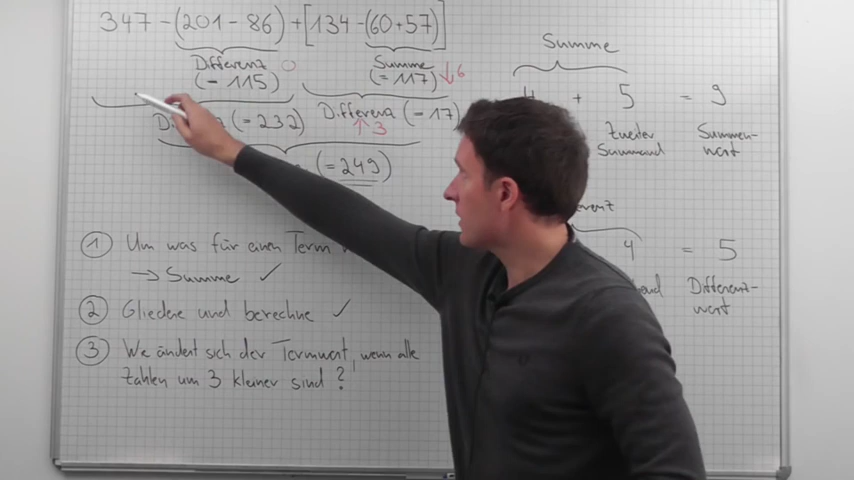 347 − (201 − 86) + [134 − (60 + 57)]
Differenz 0 Summe
(= 115) (= 117) ↓6
(= 232) Differenz (= 17)
↑3
(= 249)
① Um was für einen Term
→ Summe ✓
② Gliedere und berechne ✓
③ Wie ändert sich der Termwert, wenn alle
Zahlen um 3 kleiner sind?
Summe
+ 5 = 9
Zweiter Summen-
Summand wert
4 = 5
Differenz-
wert